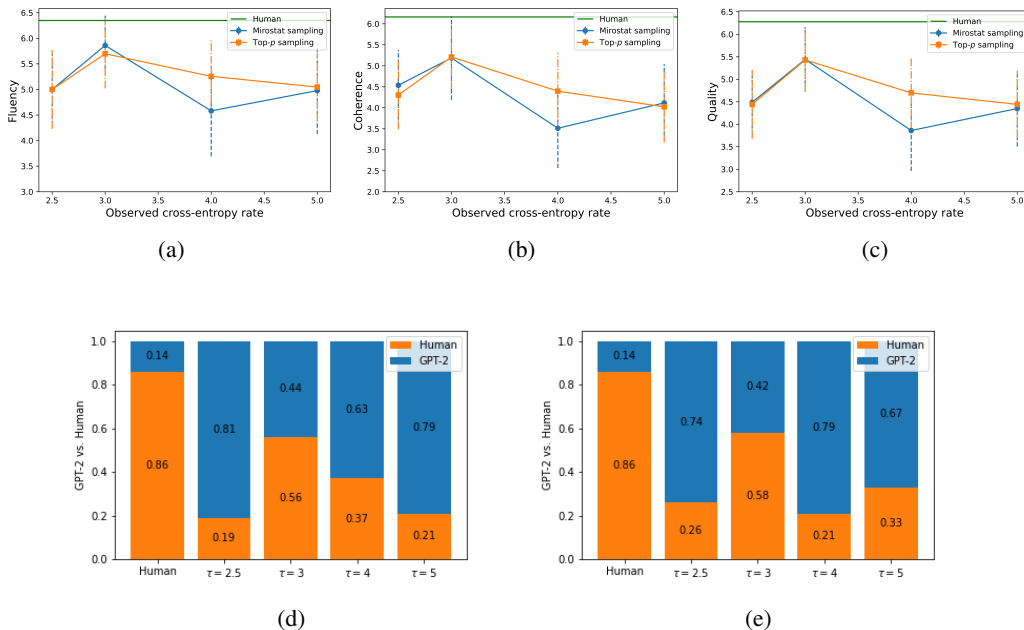 Fluency
6.5
6.0
5.5
5.0
4.5
4.0
3.5
3.0
Human
Mirostat sampling
Top-p sampling
2.5 3.0 3.5 4.0 4.5 5.0
Observed cross-entropy rate
(a)
Coherence
6.0
5.5
5.0
4.5
4.0
3.5
3.0
2.5
2.0
Human
Mirostat sampling
Top-p sampling
2.5 3.0 3.5 4.0 4.5 5.0
Observed cross-entropy rate
(b)
Quality
6.5
6.0
5.5
5.0
4.5
4.0
3.5
3.0
2.5
Human
Mirostat sampling
Top-p sampling
2.5 3.0 3.5 4.0 4.5 5.0
Observed cross-entropy rate
(c)
GPT-2 vs. Human
1.0
0.8
0.6
0.4
0.2
0.0
Human
GPT-2
0.14 0.81 0.44 0.63 0.79
0.86 0.19 0.56 0.37 0.21
Human τ = 2.5 τ = 3 τ = 4 τ = 5
(d)
GPT-2 vs. Human
1.0
0.8
0.6
0.4
0.2
0.0
Human
GPT-2
0.14 0.74 0.42 0.79 0.67
0.86 0.26 0.58 0.21 0.33
Human τ = 2.5 τ = 3 τ = 4 τ = 5
(e)